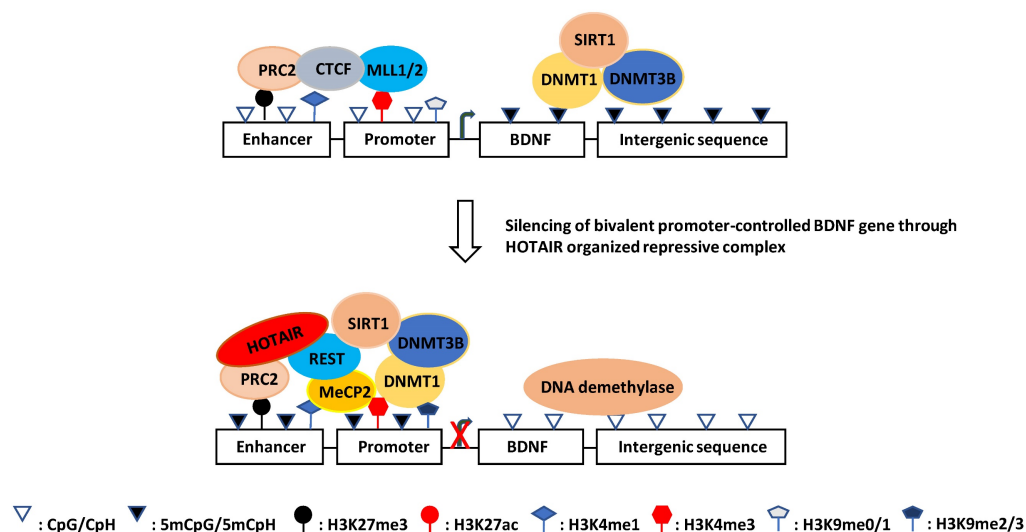 SIRT1
PRC2 CTCF MLL1/2
DNMT1 DNMT3B
Enhancer Promoter BDNF Intergenic sequence
Silencing of bivalent promoter-controlled BDNF gene through
HOTAIR organized repressive complex
SIRT1
HOTAIR
DNMT3B
REST
PRC2
DNMT1
MeCP2
DNA demethylase
X
Enhancer Promoter BDNF Intergenic sequence
: CpG/CpH : 5mCpG/5mCpH : H3K27me3 : H3K27ac : H3K4me1 : H3K4me3 : H3K9me0/1 : H3K9me2/3